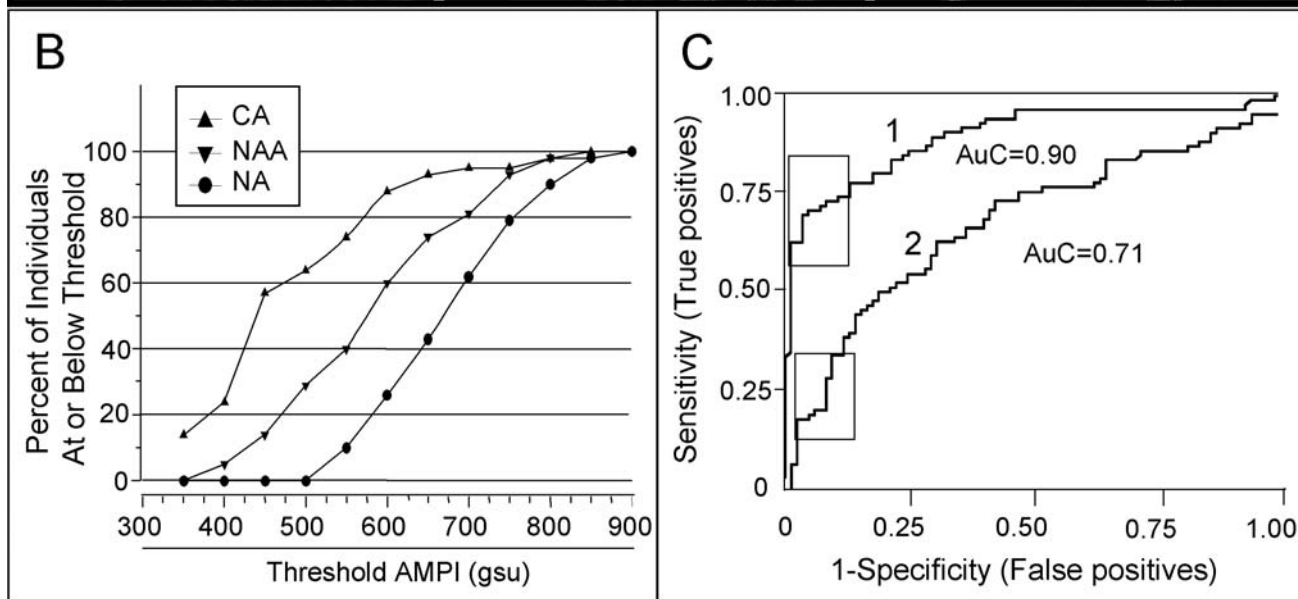 B
CA
NAA
NA
Percent of Individuals
At or Below Threshold
100
80
60
40
20
0
300 400 500 600 700 800 900
Threshold AMPI (gsu)
C
Sensitivity (True positives)
1.00
0.75
0.50
0.25
0
1
AuC=0.90
2
AuC=0.71
0 0.25 0.50 0.75 1.00
1-Specificity (False positives)